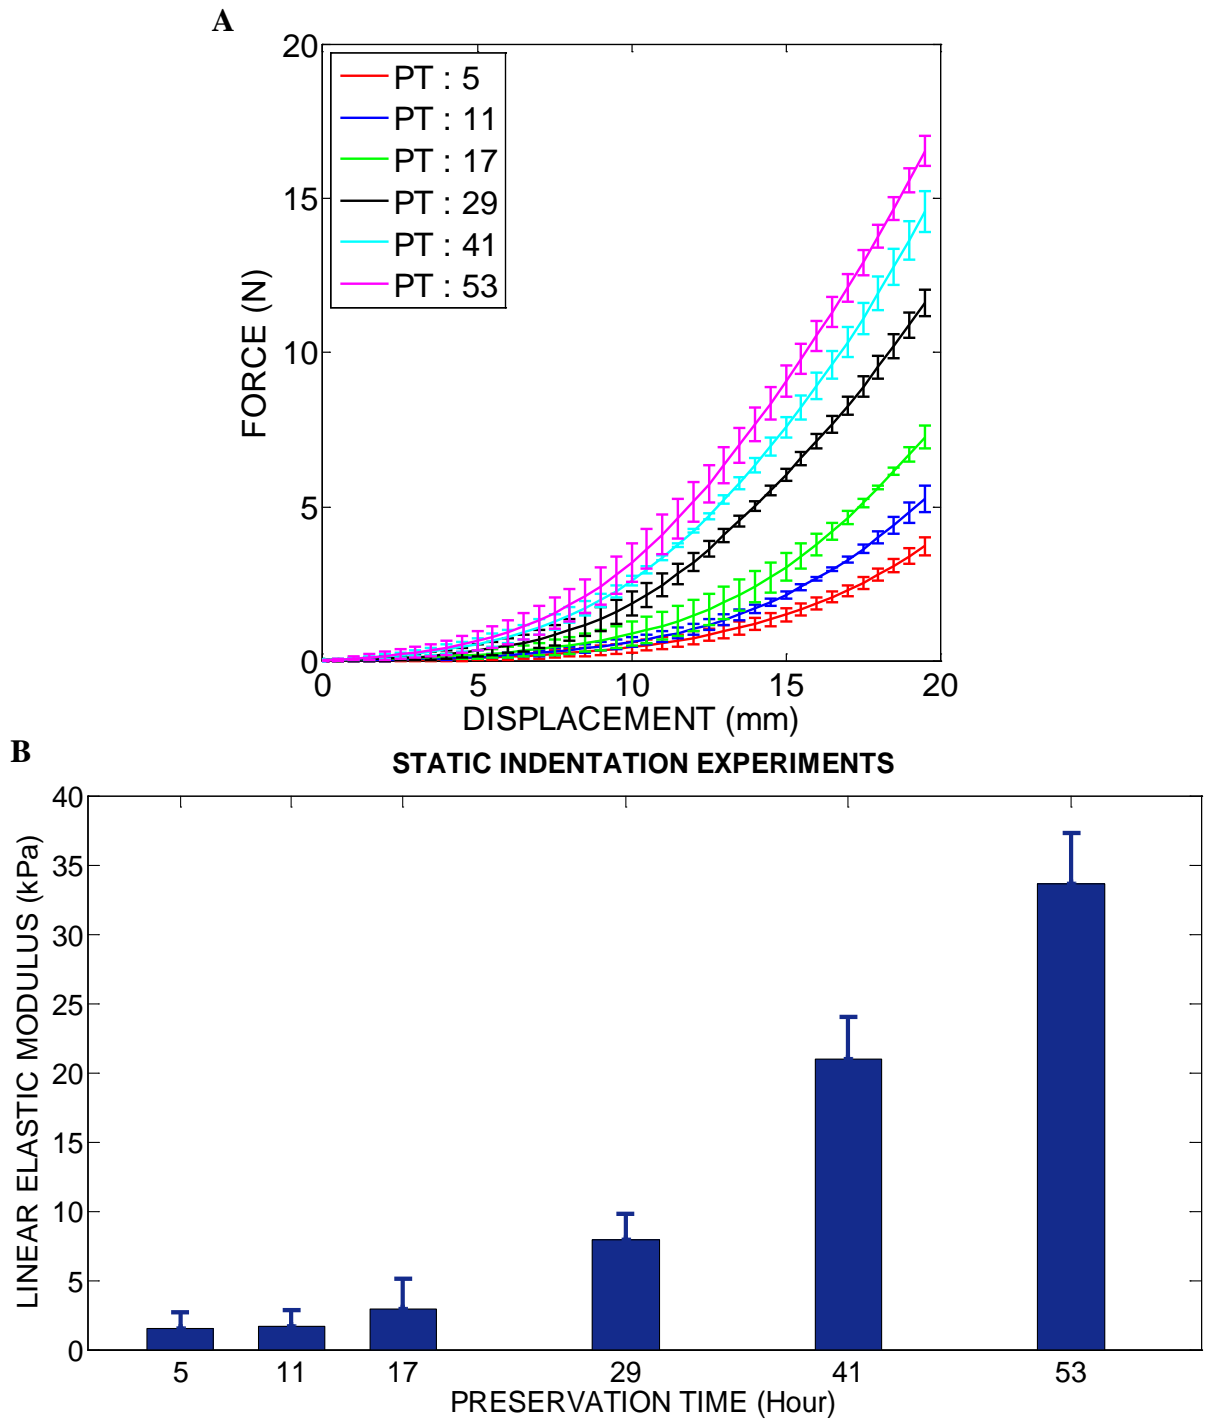 A
20
15
10
5
0
FORCE (N)
PT : 5
PT : 11
PT : 17
PT : 29
PT : 41
PT : 53
0 5 10 15 20
DISPLACEMENT (mm)
B
STATIC INDENTATION EXPERIMENTS
40
35
30
25
20
15
10
5
0
LINEAR ELASTIC MODULUS (kPa)
5 11 17 29 41 53
PRESERVATION TIME (Hour)